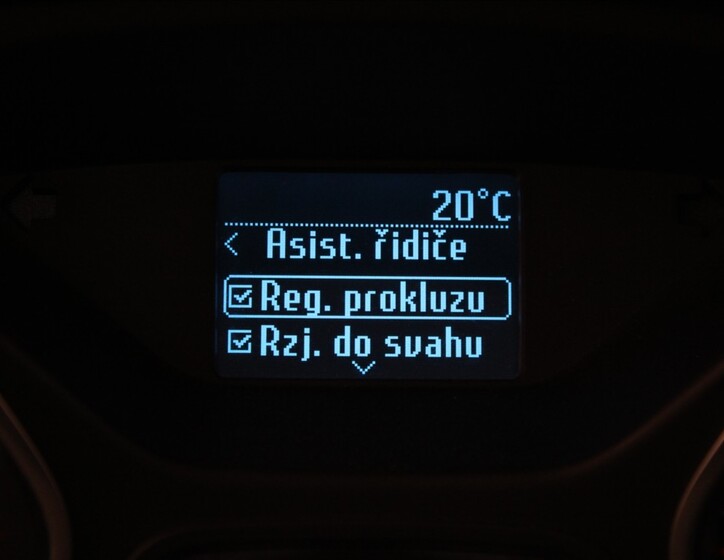 20°C
< Asist. řidiče
Reg. prokluzu
Rzj. do svahu